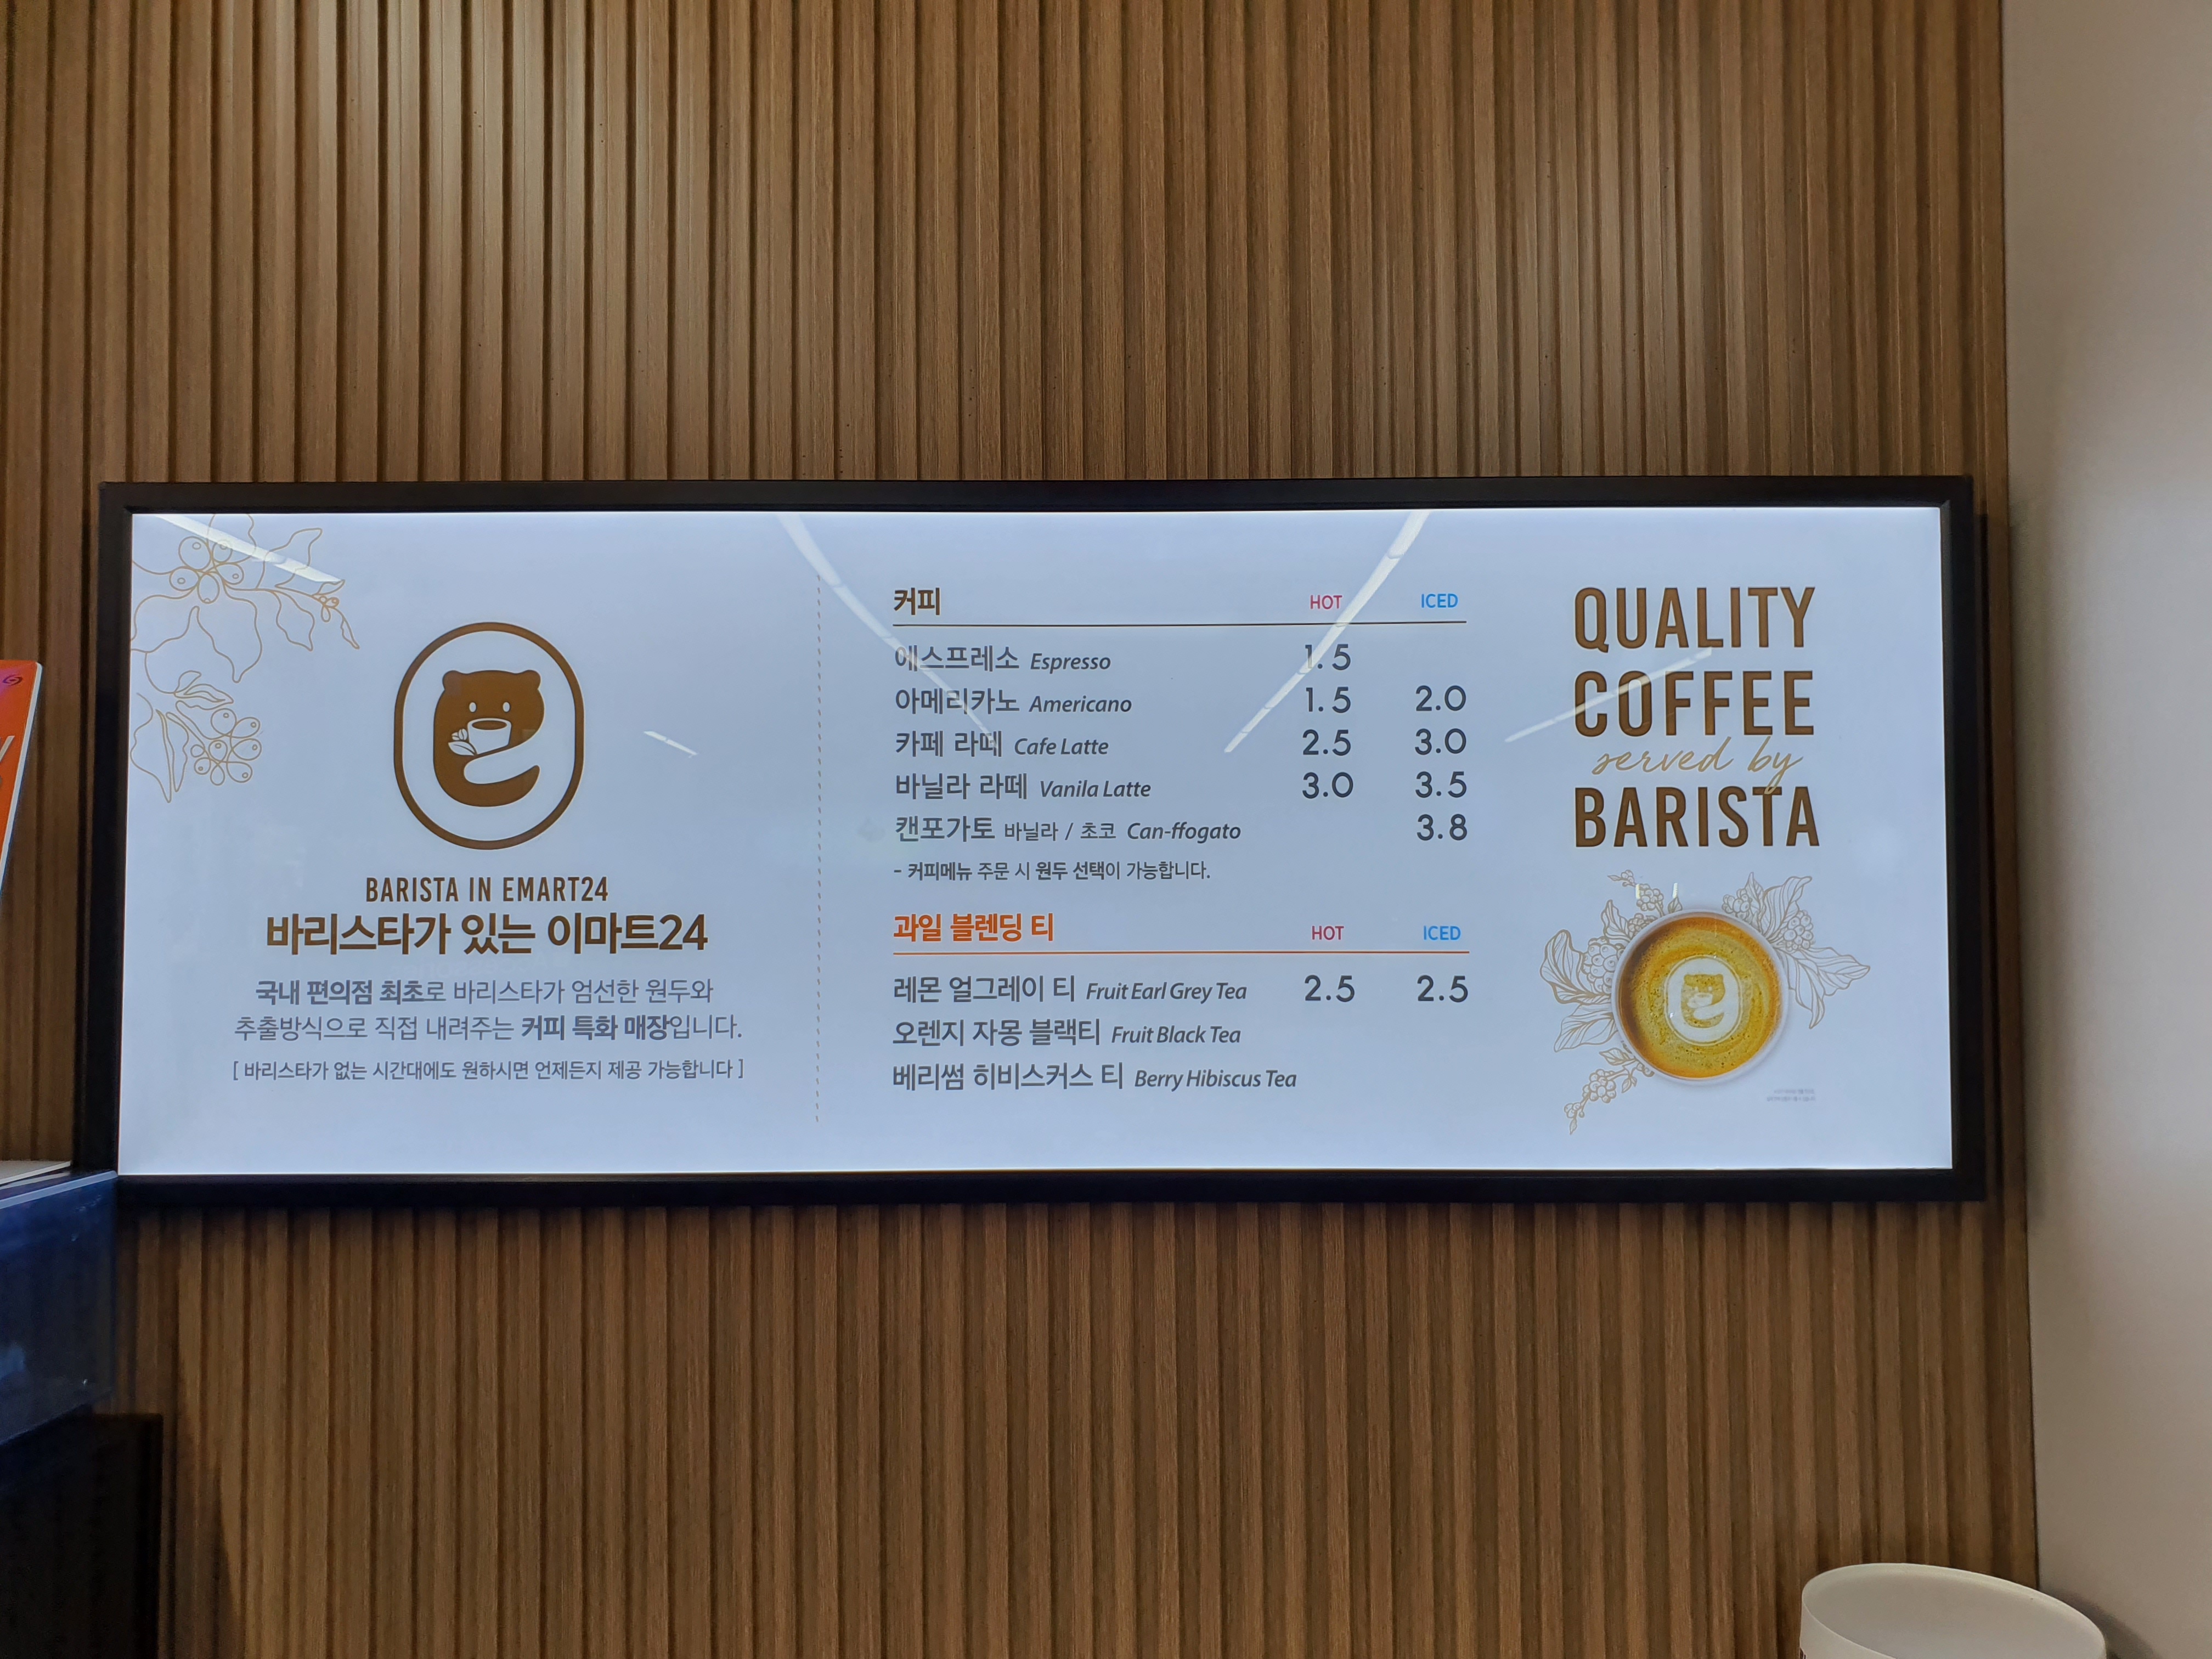 BARISTA IN EMART24
바리스타가 있는 이마트24
국내 편의점 최초로 바리스타가 엄선한 원두와
추출방식으로 직접 내려주는 커피 특화 매장입니다.
[ 바리스타가 없는 시간대에도 원하시면 언제든지 제공 가능합니다 ]
커피 HOT ICED
에스프레소 Espresso 1.5
아메리카노 Americano 1.5 2.0
카페 라떼 Cafe Latte 2.5 3.0
바닐라 라떼 Vanila Latte 3.0 3.5
캔포가토 바닐라 / 초코 Can-ffogato 3.8
- 커피메뉴 주문 시 원두 선택이 가능합니다.
과일 블렌딩 티 HOT ICED
레몬 얼그레이 티 Fruit Earl Grey Tea 2.5 2.5
오렌지 자몽 블랙티 Fruit Black Tea
베리썸 히비스커스 티 Berry Hibiscus Tea
QUALITY
COFFEE
served by
BARISTA